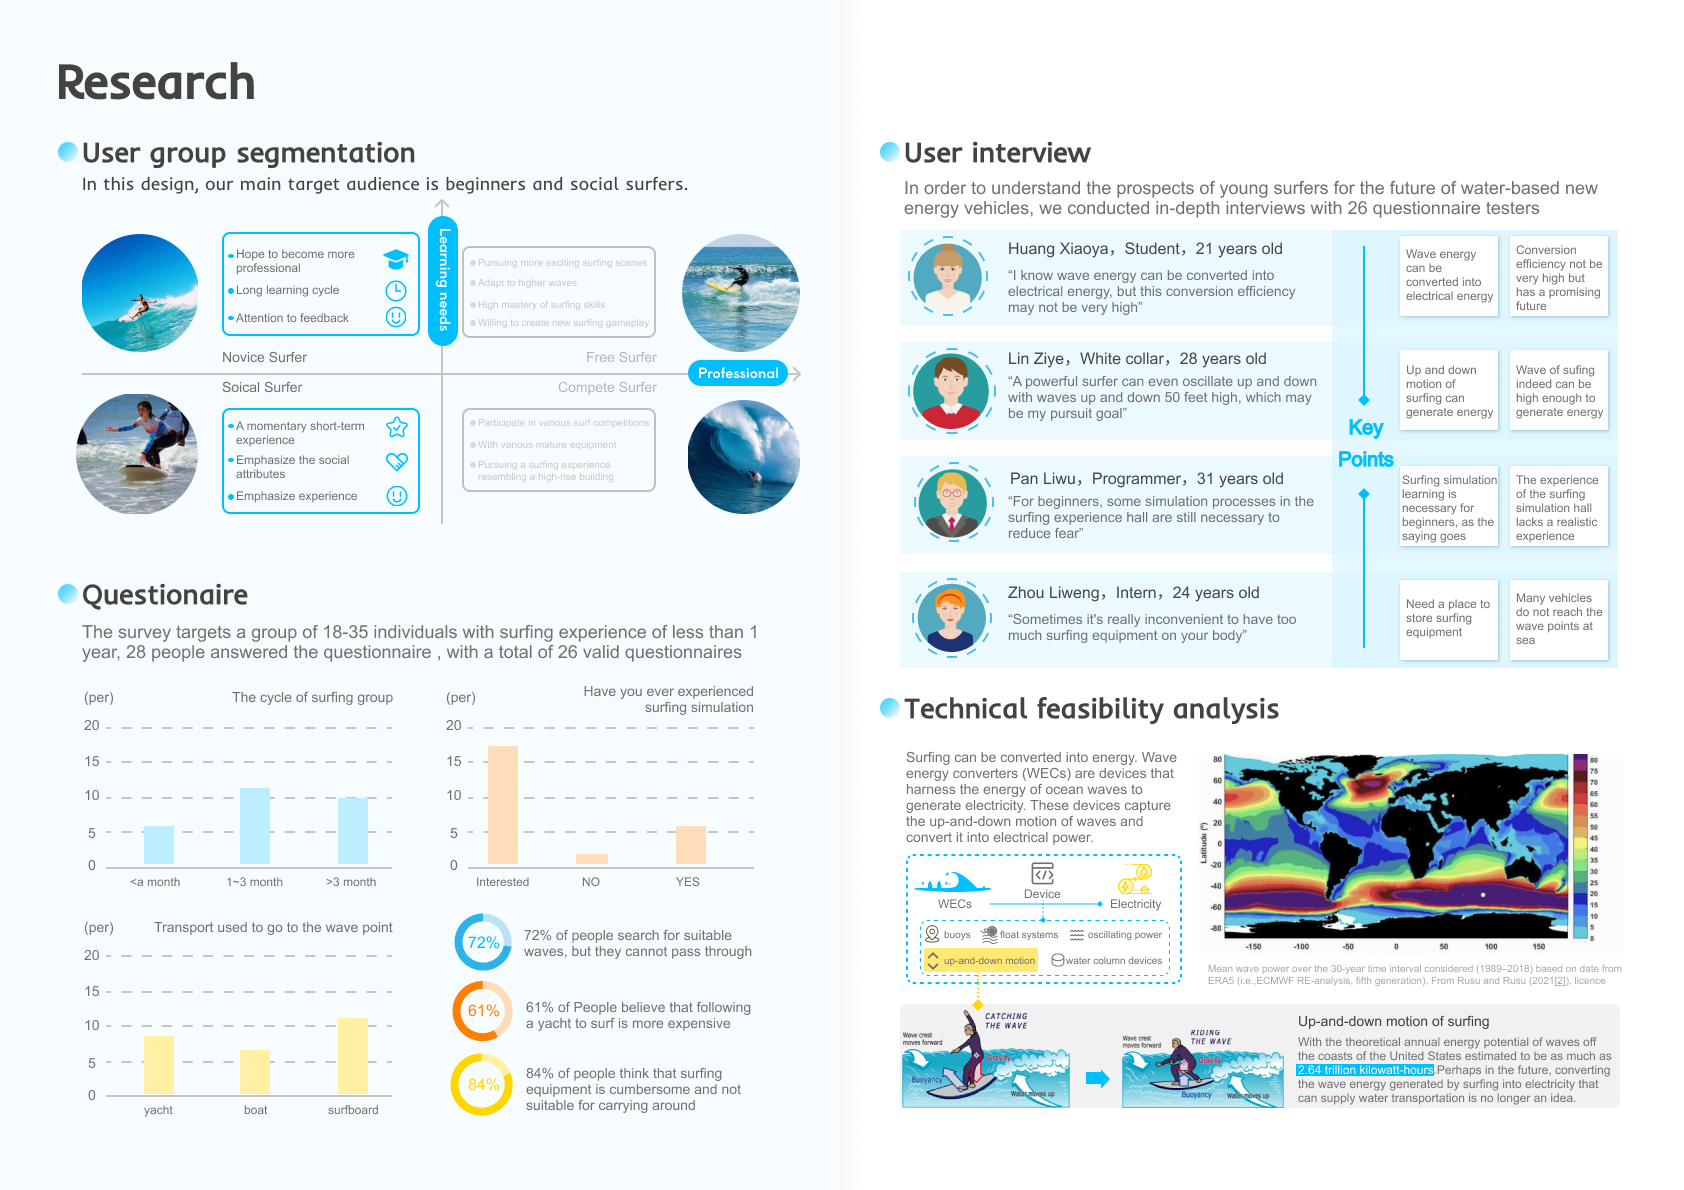 Research
User group segmentation
In this design, our main target audience is beginners and social surfers.
Learning needs
Hope to become more
professional
Long learning cycle
Attention to feedback
Pursuing more exciting surfing scenes
Adapt to higher waves
High mastery of surfing skills
Willing to create new surfing gameplay
Novice Surfer
Free Surfer
Professional
Soical Surfer
Compete Surfer
A momentary short-term
experience
Emphasize the social
attributes
Emphasize experience
Participate in various surf competitions
With various mature equipment
Pursuing a surfing experience
resembling a high-rise building
Questionaire
The survey targets a group of 18-35 individuals with surfing experience of less than 1
year, 28 people answered the questionnaire , with a total of 26 valid questionnaires
(per)
The cycle of surfing group
20
15
10
5
0
<a month
1~3 month
>3 month
(per)
Have you ever experienced
surfing simulation
20
15
10
5
0
Interested
NO
YES
(per)
Transport used to go to the wave point
20
15
10
5
0
yacht
boat
surfboard
72%
72% of people search for suitable
waves, but they cannot pass through
61%
61% of People believe that following
a yacht to surf is more expensive
84%
84% of people think that surfing
equipment is cumbersome and not
suitable for carrying around
User interview
In order to understand the prospects of young surfers for the future of water-based new
energy vehicles, we conducted in-depth interviews with 26 questionnaire testers
Huang Xiaoya，Student，21 years old
“I know wave energy can be converted into
electrical energy, but this conversion efficiency
may not be very high”
Wave energy
can be
converted into
electrical energy
Conversion
efficiency not be
very high but
has a promising
future
Lin Ziye，White collar，28 years old
“A powerful surfer can even oscillate up and down
with waves up and down 50 feet high, which may
be my pursuit goal”
Up and down
motion of
surfing can
generate energy
Wave of sufing
indeed can be
high enough to
generate energy
Key
Points
Pan Liwu，Programmer，31 years old
“For beginners, some simulation processes in the
surfing experience hall are still necessary to
reduce fear”
Surfing simulation
learning is
necessary for
beginners, as the
saying goes
The experience
of the surfing
simulation hall
lacks a realistic
experience
Zhou Liweng，Intern，24 years old
“Sometimes it's really inconvenient to have too
much surfing equipment on your body”
Need a place to
store surfing
equipment
Many vehicles
do not reach the
wave points at
sea
Technical feasibility analysis
Surfing can be converted into energy. Wave
energy converters (WECs) are devices that
harness the energy of ocean waves to
generate electricity. These devices capture
the up-and-down motion of waves and
convert it into electrical power.
WECs
Device
Electricity
buoys
float systems
oscillating power
up-and-down motion
water column devices
Latitude (°)
80
60
40
20
0
-20
-40
-60
-80
-150
-100
-50
0
50
100
150
80
75
70
65
60
55
50
45
40
35
30
25
20
15
10
5
0
Mean wave power over the 30-year time interval considered (1989–2018) based on date from
ERA5 (i.e.,ECMWF RE-analysis, fifth generation). From Rusu and Rusu (2021[2]), licence
CATCHING
THE WAVE
Wave crest
moves forward
Gravity
Buoyancy
Water moves up
RIDING
THE WAVE
Wave crest
moves forward
Gravity
Buoyancy
Water moves up
Up-and-down motion of surfing
With the theoretical annual energy potential of waves off
the coasts of the United States estimated to be as much as
2.64 trillion kilowatt-hours.Perhaps in the future, converting
the wave energy generated by surfing into electricity that
can supply water transportation is no longer an idea.